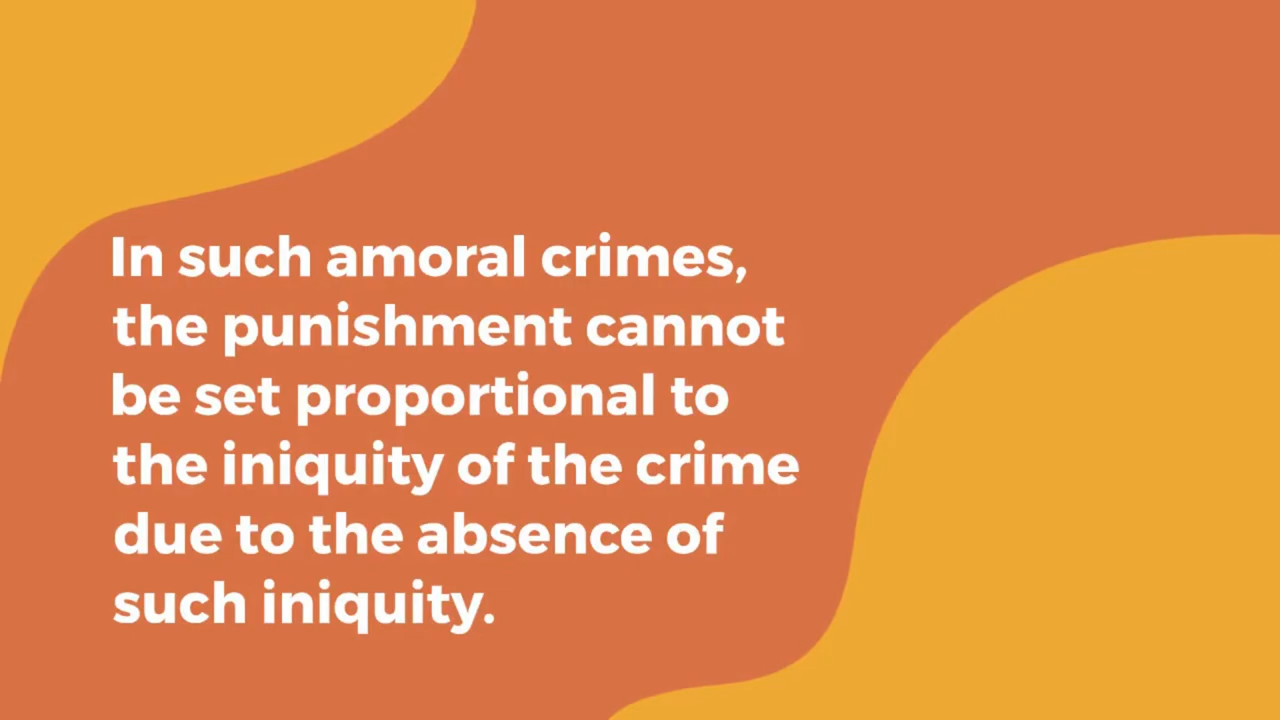 In such amoral crimes,
the punishment cannot
be set proportional to
the iniquity of the crime
due to the absence of
such iniquity.